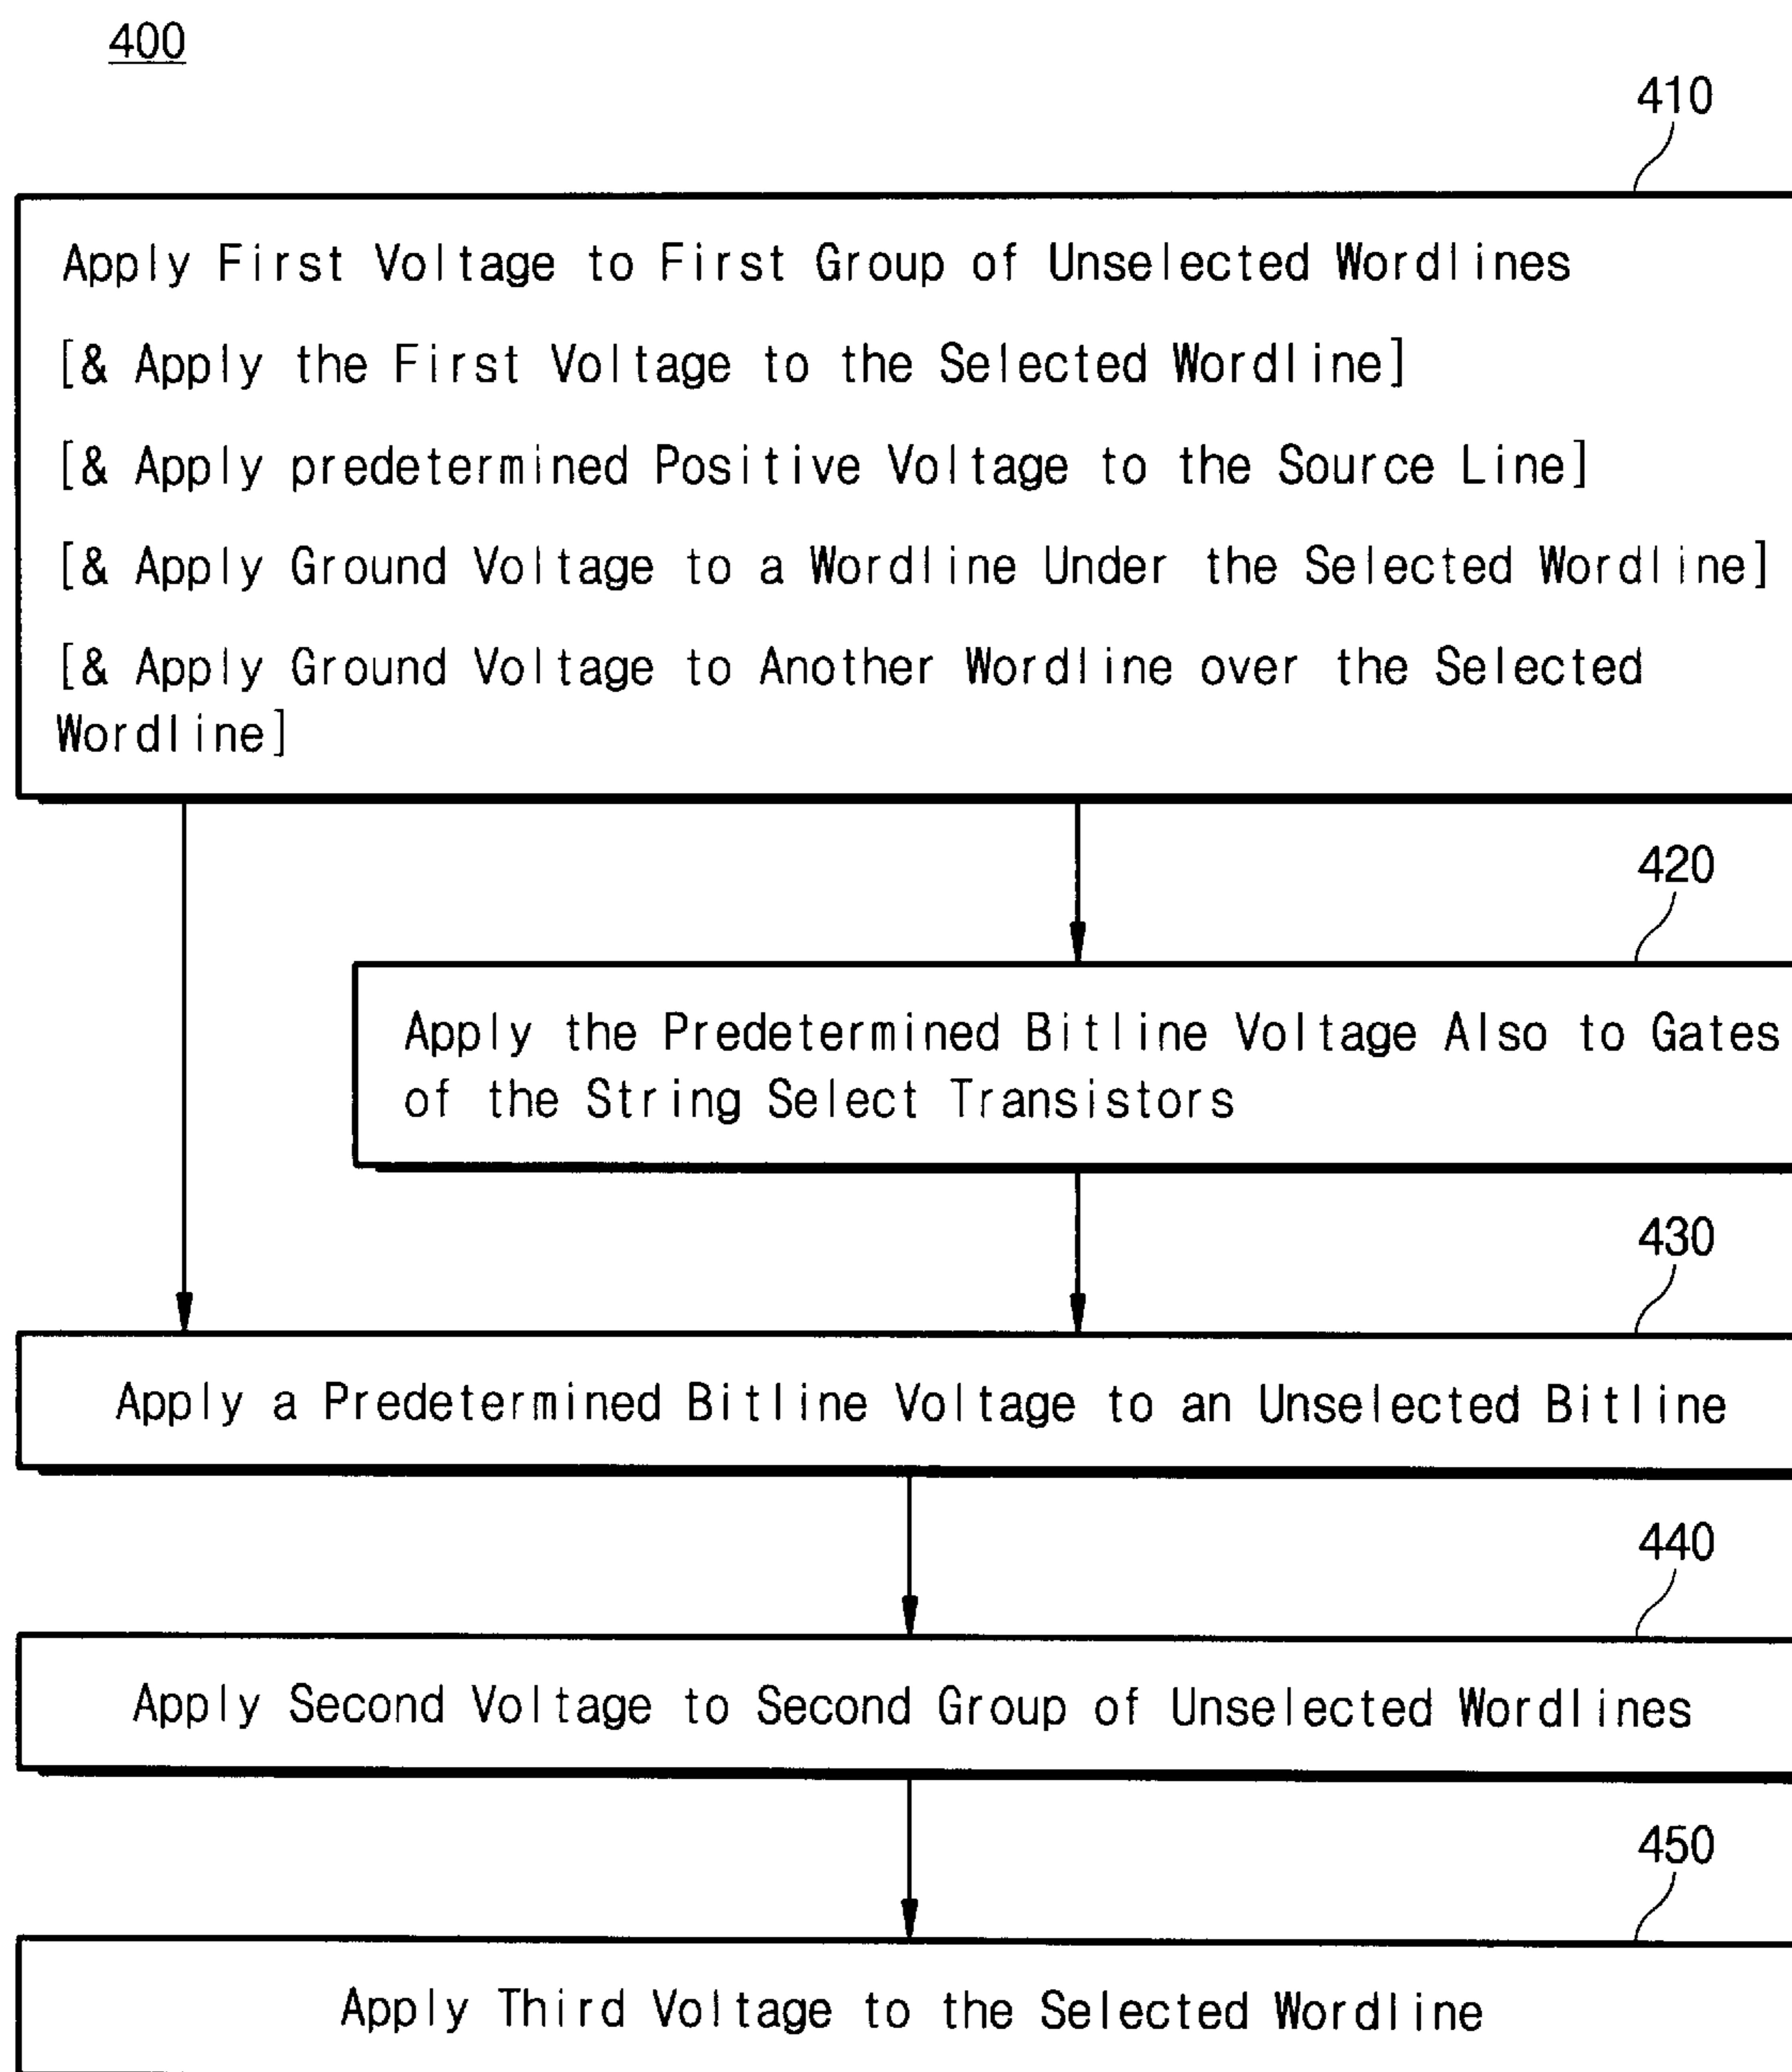 400
410
Apply First Voltage to First Group of Unselected Wordlines
[& Apply the First Voltage to the Selected Wordline]
[& Apply predetermined Positive Voltage to the Source Line]
[& Apply Ground Voltage to a Wordline Under the Selected Wordline]
[& Apply Ground Voltage to Another Wordline over the Selected
Wordline]
420
Apply the Predetermined Bitline Voltage Also to Gates
of the String Select Transistors
430
Apply a Predetermined Bitline Voltage to an Unselected Bitline
440
Apply Second Voltage to Second Group of Unselected Wordlines
450
Apply Third Voltage to the Selected Wordline